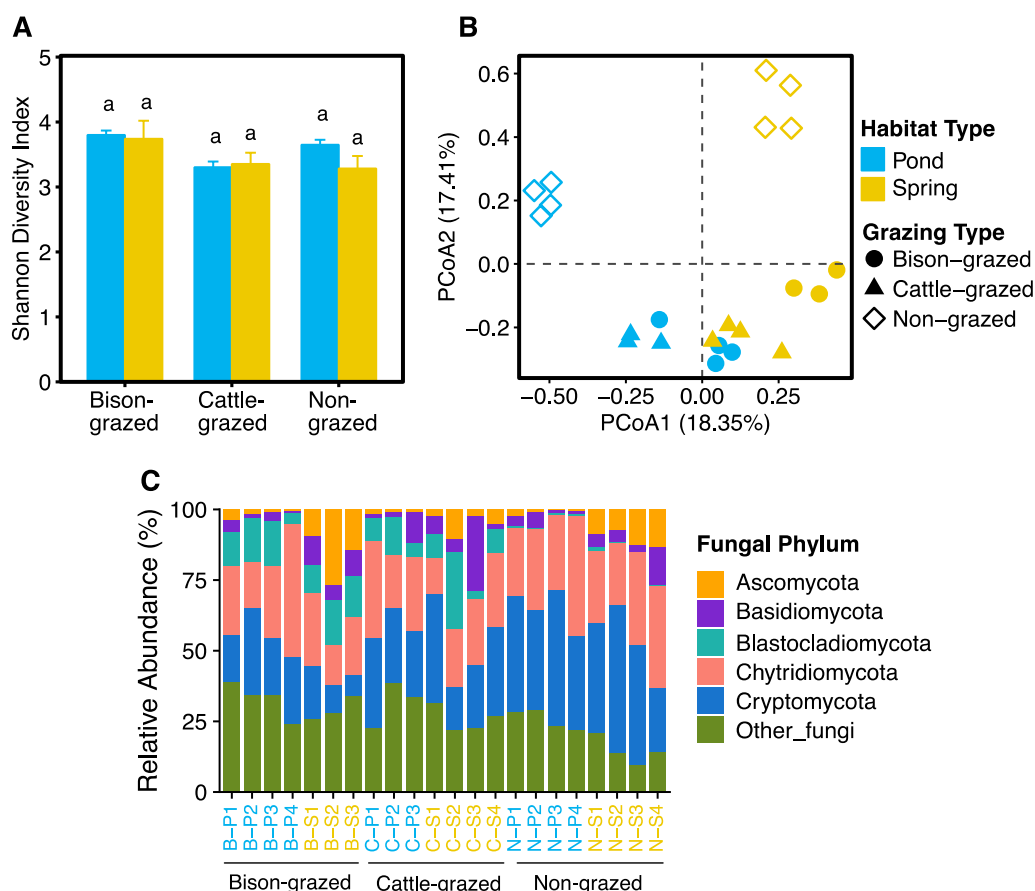 A
Shannon Diversity Index
5
4
3
2
1
0
a a a a a a
Bison-
grazed
Cattle-
grazed
Non-
grazed
B
PCoA2 (17.41%)
0.6
0.4
0.2
0.0
−0.2
−0.50 −0.25 0.00 0.25
PCoA1 (18.35%)
Habitat Type
Pond
Spring
Grazing Type
Bison−grazed
Cattle−grazed
Non−grazed
C
Relative Abundance (%)
100
75
50
25
0
B−P1 B−P2 B−P3 B−P4 B−S1 B−S2 B−S3 C−P1 C−P2 C−P3 C−S1 C−S2 C−S3 C−S4 N−P1 N−P2 N−P3 N−P4 N−S1 N−S2 N−S3 N−S4
Bison-grazed Cattle-grazed Non-grazed
Fungal Phylum
Ascomycota
Basidiomycota
Blastocladiomycota
Chytridiomycota
Cryptomycota
Other_fungi